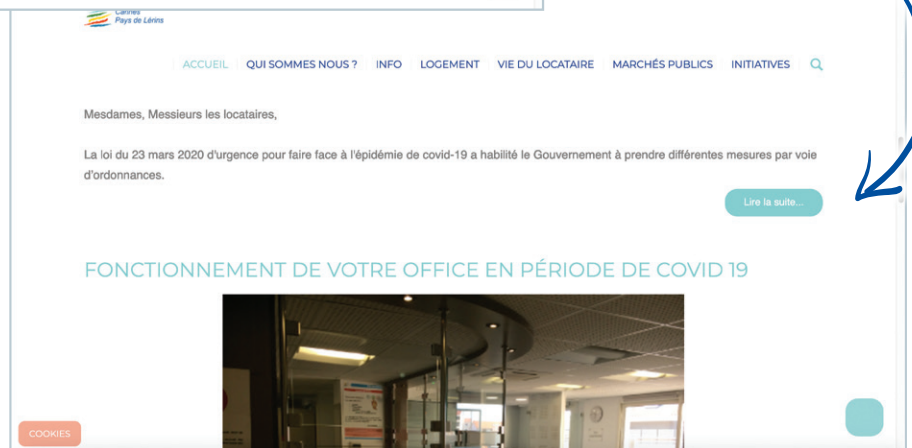 Cannes
Pays de Lérins
ACCUEIL QUI SOMMES NOUS ? INFO LOGEMENT VIE DU LOCATAIRE MARCHÉS PUBLICS INITIATIVES
Mesdames, Messieurs les locataires,
La loi du 23 mars 2020 d'urgence pour faire face à l'épidémie de covid-19 a habilité le Gouvernement à prendre différentes mesures par voie
d'ordonnances.
Lire la suite...
FONCTIONNEMENT DE VOTRE OFFICE EN PÉRIODE DE COVID 19
COOKIES